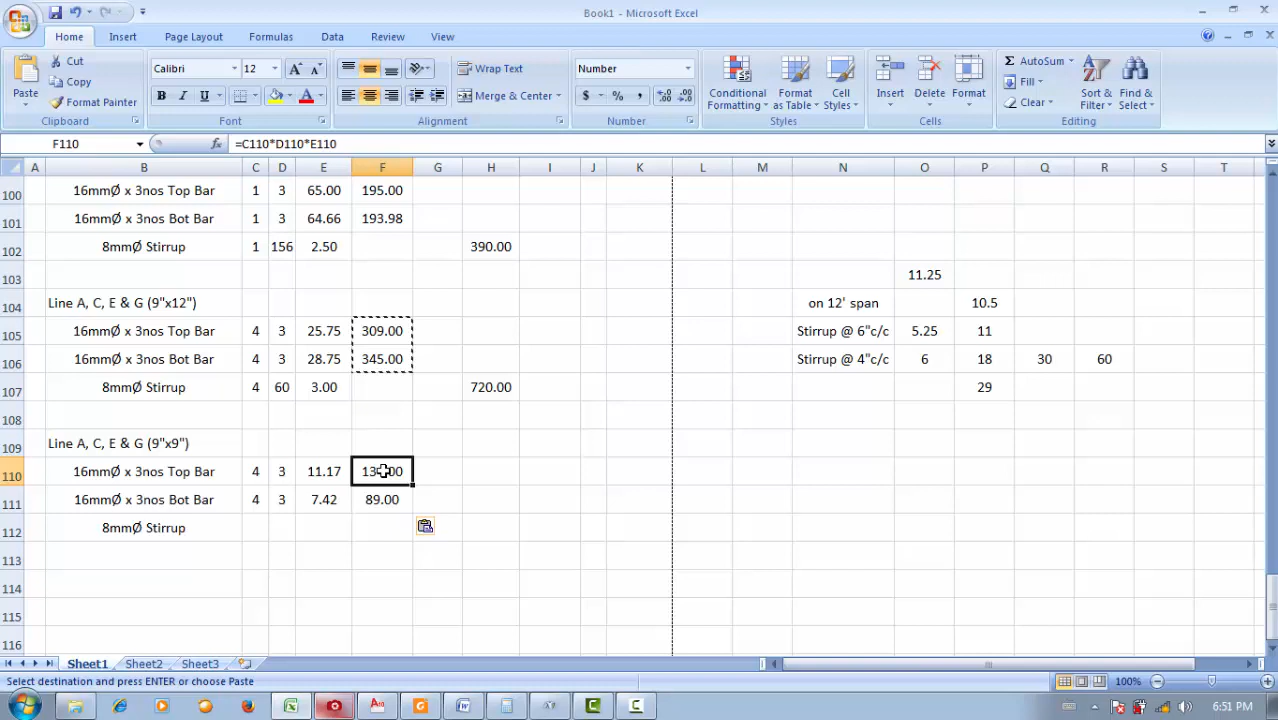 Book1 - Microsoft Excel
Home Insert Page Layout Formulas Data Review View
Paste Cut Copy Format Painter Clipboard
Calibri 12 A A B I U A Font
Wrap Text Merge & Center Alignment
Number $ % , Number
Conditional Formatting Format as Table Cell Styles Styles
Insert Delete Format Cells
Σ AutoSum Fill Clear Sort & Filter Find & Select Editing
F110 fx =C110*D110*E110
A B C D E F G H I J K L M N O P Q R S T
100 16mmØ x 3nos Top Bar 1 3 65.00 195.00
101 16mmØ x 3nos Bot Bar 1 3 64.66 193.98
102 8mmØ Stirrup 1 156 2.50 390.00
103 11.25
104 Line A, C, E & G (9"x12") on 12' span 10.5
105 16mmØ x 3nos Top Bar 4 3 25.75 309.00 Stirrup @ 6"c/c 5.25 11
106 16mmØ x 3nos Bot Bar 4 3 28.75 345.00 Stirrup @ 4"c/c 6 18 30 60
107 8mmØ Stirrup 4 60 3.00 720.00 29
108
109 Line A, C, E & G (9"x9")
110 16mmØ x 3nos Top Bar 4 3 11.17
111 16mmØ x 3nos Bot Bar 4 3 7.42 89.00
112 8mmØ Stirrup
113
114
115
116
Sheet1 Sheet2 Sheet3
Select destination and press ENTER or choose Paste 100%
6:51 PM